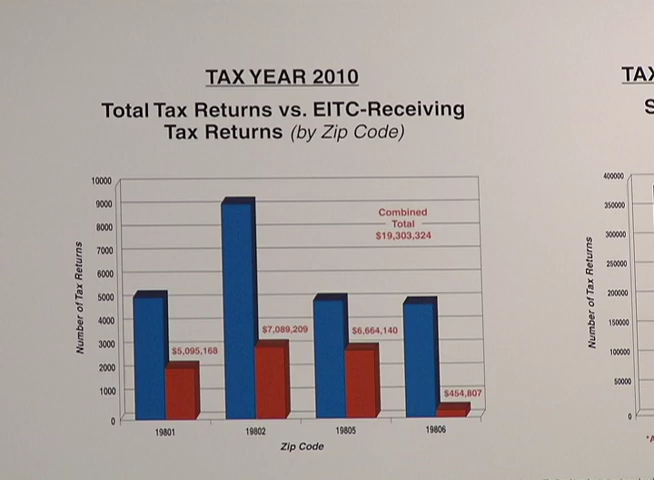 TAX YEAR 2010
Total Tax Returns vs. EITC-Receiving
Tax Returns (by Zip Code)
Number of Tax Returns
10000
9000
8000
7000
6000
5000
4000
3000
2000
1000
0
Combined
Total
$19,303,324
$5,095,168
$7,089,209
$6,664,140
$454,807
19801
19802
19805
19806
Zip Code
TAX
S
Number of Tax Returns
400000
350000
300000
250000
200000
150000
100000
50000
0